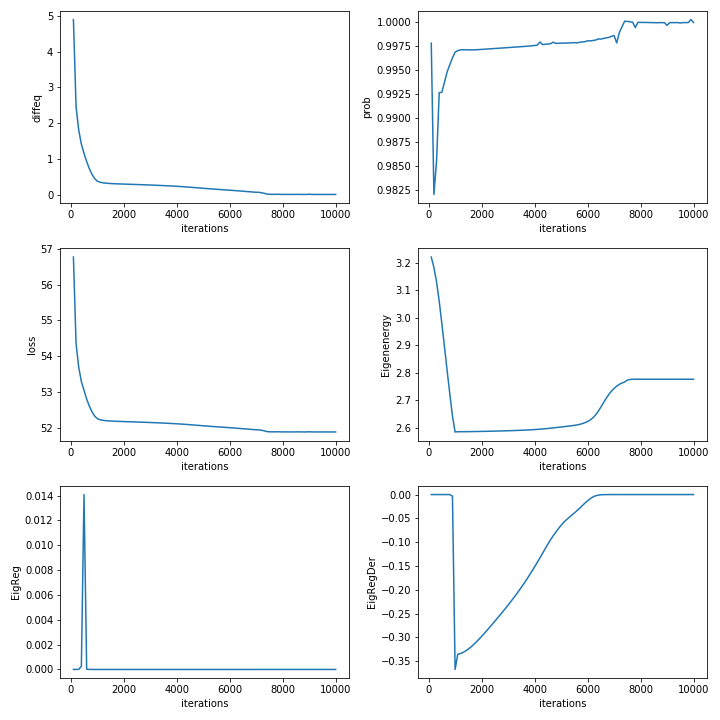 5
4
3
2
1
0
diffeq
0 2000 4000 6000 8000 10000
iterations
1.0000
0.9975
0.9950
0.9925
0.9900
0.9875
0.9850
0.9825
prob
0 2000 4000 6000 8000 10000
iterations
57
56
55
54
53
52
loss
0 2000 4000 6000 8000 10000
iterations
3.2
3.1
3.0
2.9
2.8
2.7
2.6
Eigenenergy
0 2000 4000 6000 8000 10000
iterations
0.014
0.012
0.010
0.008
0.006
0.004
0.002
0.000
EigReg
0 2000 4000 6000 8000 10000
iterations
0.00
−0.05
−0.10
−0.15
−0.20
−0.25
−0.30
−0.35
EigRegDer
0 2000 4000 6000 8000 10000
iterations